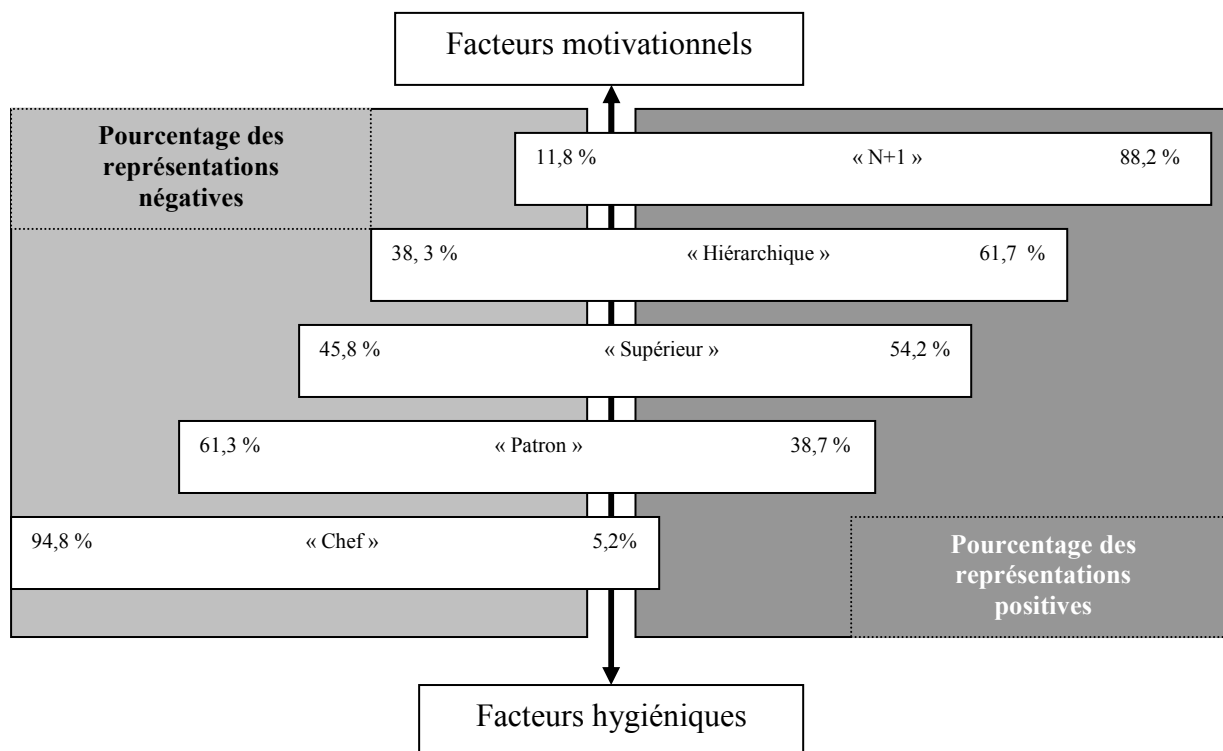 Facteurs motivationnels
Pourcentage des
représentations
négatives
11,8 % « N+1 » 88,2 %
38, 3 % « Hiérarchique » 61,7 %
45,8 % « Supérieur » 54,2 %
61,3 % « Patron » 38,7 %
94,8 % « Chef » 5,2%
Pourcentage des
représentations
positives
Facteurs hygiéniques